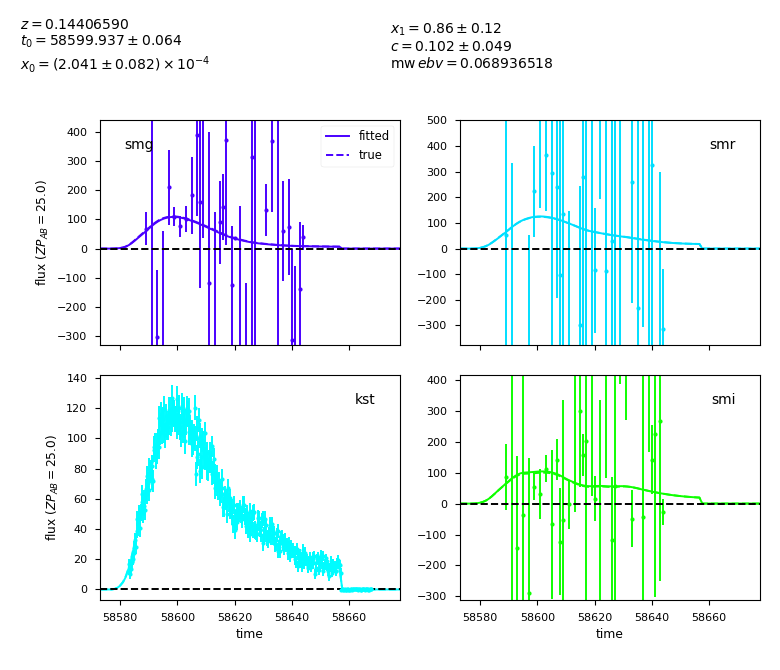 z = 0.14406590
t₀ = 58599.937 ± 0.064
x₀ = (2.041 ± 0.082) × 10⁻⁴
x₁ = 0.86 ± 0.12
c = 0.102 ± 0.049
mw ebv = 0.068936518
smg
fitted
true
400
300
200
100
0
−100
−200
−300
flux (ZP_AB = 25.0)
smr
500
400
300
200
100
0
−100
−200
−300
kst
140
120
100
80
60
40
20
0
flux (ZP_AB = 25.0)
58580 58600 58620 58640 58660
time
smi
400
300
200
100
0
−100
−200
−300
58580 58600 58620 58640 58660
time